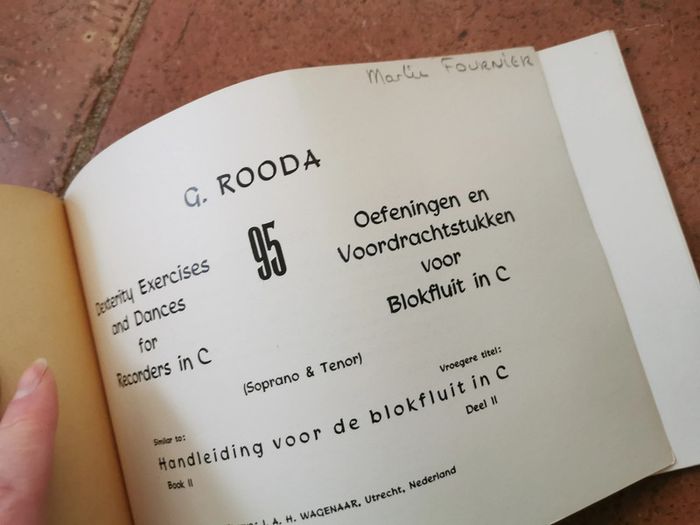 Marlie FOURNIER
G. ROODA
95
Dexterity Exercises
and Dances
for
Recorders in C
Oefeningen en
Voordrachtstukken
voor
Blokfluit in C
(Soprano & Tenor)
Similar to:
Vroegere titel:
Handleiding voor de blokfluit in C
Book II
Deel II
J. A. H. WAGENAAR, Utrecht, Nederland